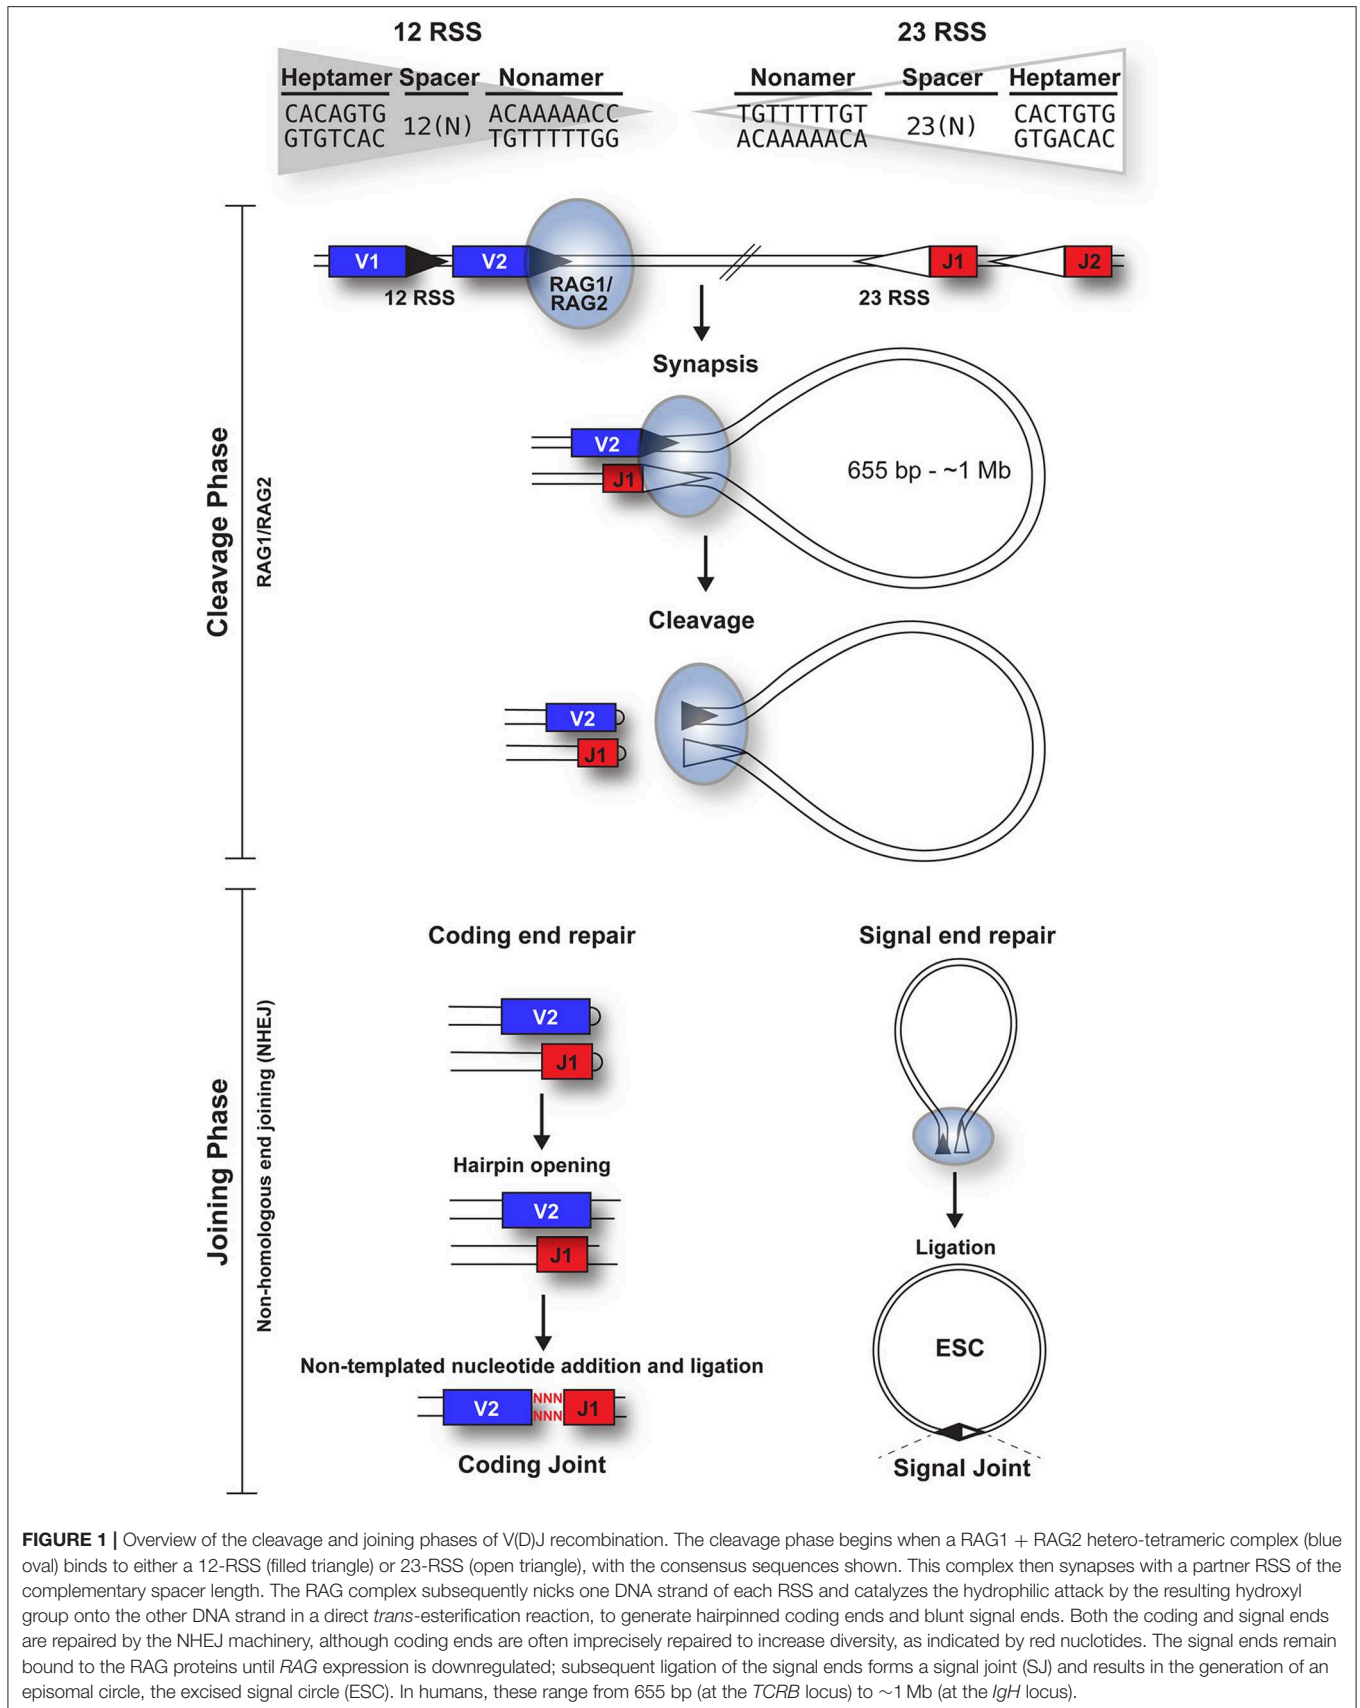 12 RSS
23 RSS
Heptamer Spacer Nonamer
Nonamer Spacer Heptamer
CACAGTG 12(N) ACAAAAACC
GTGTCAC TGTTTTTGG
TGTTTTTGT 23(N) CACTGTG
ACAAAAACA GTGACAC
V1
V2
J1
J2
12 RSS
RAG1/
RAG2
23 RSS
Synapsis
V2
J1
655 bp - ~1 Mb
Cleavage
V2
J1
Cleavage Phase
RAG1/RAG2
Coding end repair
Signal end repair
V2
J1
Hairpin opening
V2
J1
Ligation
Non-templated nucleotide addition and ligation
V2 NNN J1
NNN
Coding Joint
ESC
Signal Joint
Joining Phase
Non-homologous end joining (NHEJ)
FIGURE 1 | Overview of the cleavage and joining phases of V(D)J recombination. The cleavage phase begins when a RAG1 + RAG2 hetero-tetrameric complex (blue
oval) binds to either a 12-RSS (filled triangle) or 23-RSS (open triangle), with the consensus sequences shown. This complex then synapses with a partner RSS of the
complementary spacer length. The RAG complex subsequently nicks one DNA strand of each RSS and catalyzes the hydrophilic attack by the resulting hydroxyl
group onto the other DNA strand in a direct trans-esterification reaction, to generate hairpinned coding ends and blunt signal ends. Both the coding and signal ends
are repaired by the NHEJ machinery, although coding ends are often imprecisely repaired to increase diversity, as indicated by red nuclotides. The signal ends remain
bound to the RAG proteins until RAG expression is downregulated; subsequent ligation of the signal ends forms a signal joint (SJ) and results in the generation of an
episomal circle, the excised signal circle (ESC). In humans, these range from 655 bp (at the TCRB locus) to ~1 Mb (at the IgH locus).